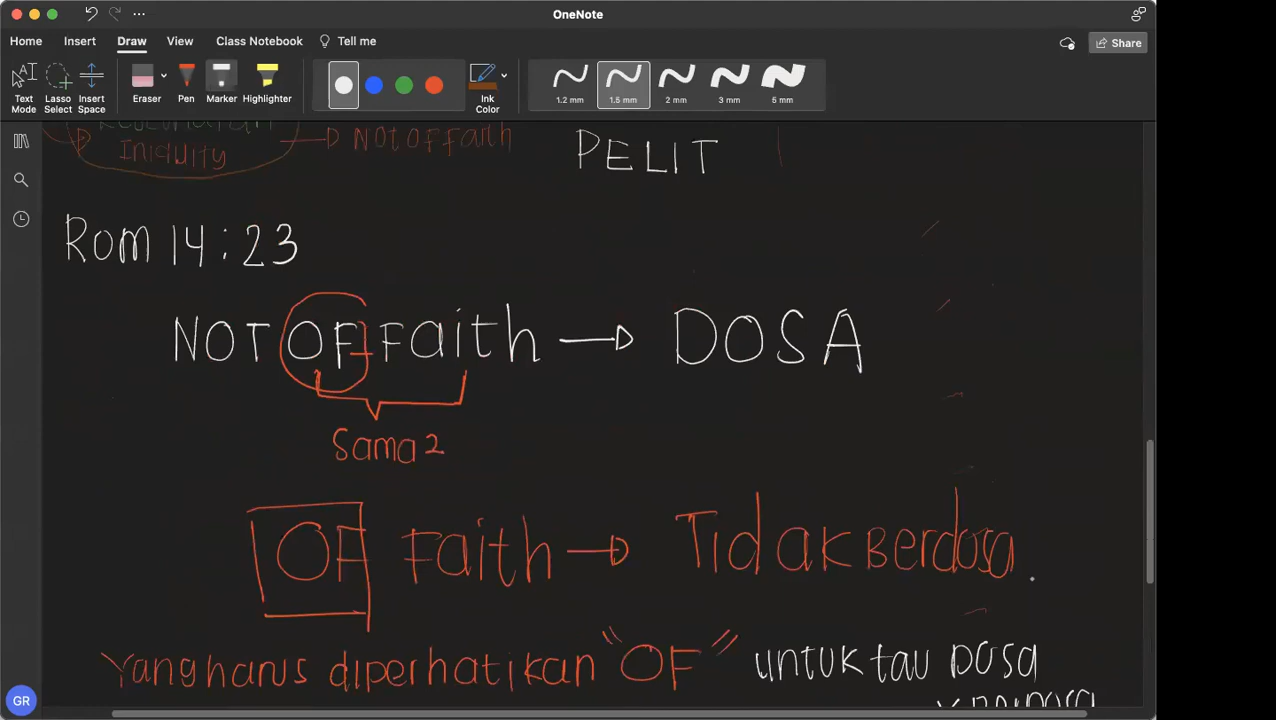 OneNote
Home Insert Draw View Class Notebook Tell me
Share
Text Mode
Lasso Select
Insert Space
Eraser
Pen
Marker
Highlighter
Ink Color
1.2 mm
1.5 mm
2 mm
3 mm
5 mm
Iniquity → NOT OF Faith
PELIT
Rom 14:23
NOT OF Faith → DOSA
Sama2
OF Faith → Tidak Berdosa
Yang harus diperhatikan "OF" untuk tau Dosa
GR